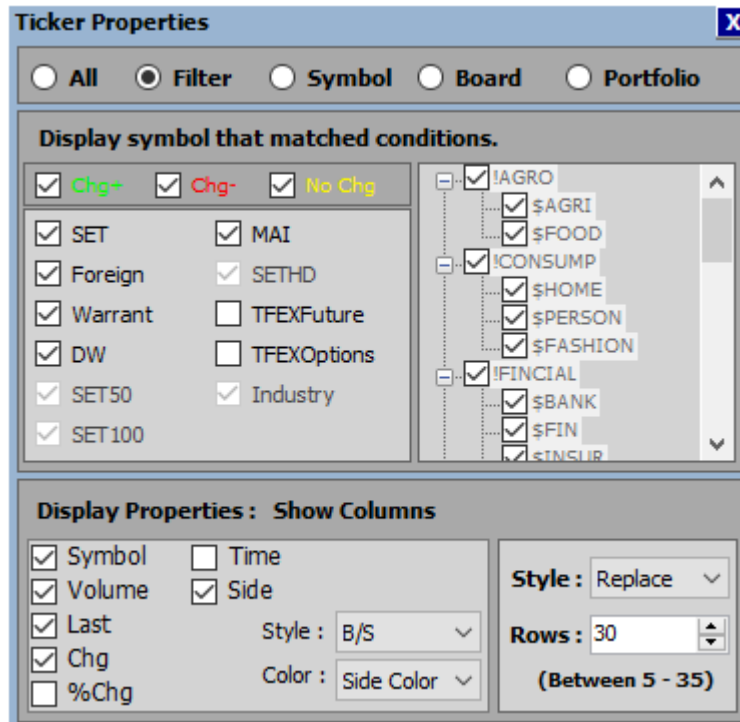 Ticker Properties X
All Filter Symbol Board Portfolio
Display symbol that matched conditions.
Chg+ Chg- No Chg
SET MAI
Foreign SETHD
Warrant TFEXFuture
DW TFEXOptions
SET50 Industry
SET100
!AGRO
$AGRI
$FOOD
!CONSUMP
$HOME
$PERSON
$FASHION
!FINCIAL
$BANK
$FIN
$INSUR
Display Properties : Show Columns
Symbol Time
Volume Side
Last Style : B/S
Chg Color : Side Color
%Chg
Style : Replace
Rows : 30
(Between 5 - 35)